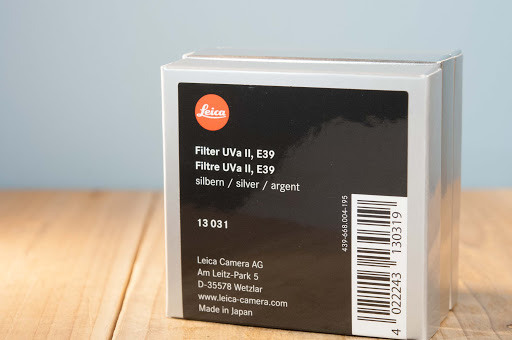 Leica
Filter UVa II, E39
Filtre UVa II, E39
silbern / silver / argent
13 031
Leica Camera AG
Am Leitz-Park 5
D-35578 Wetzlar
www.leica-camera.com
Made in Japan
439-668.004-195
4 022243 130319